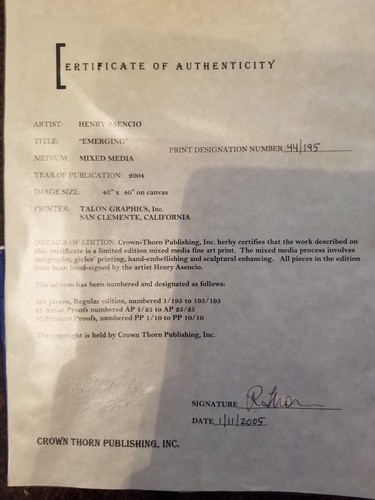 [ERTIFICATE OF AUTHENTICITY
ARTIST: HENRY ASENCIO
TITLE: "EMERGING"
PRINT DESIGNATION NUMBER 44/195
MEDIUM: MIXED MEDIA
YEAR OF PUBLICATION: 2004
IMAGE SIZE: 40" x 40" on canvas
PRINTER: TALON GRAPHICS, Inc.
SAN CLEMENTE, CALIFORNIA
DETAILS OF EDITION: Crown-Thorn Publishing, Inc. herby certifies that the work described on
this certificate is a limited edition mixed media fine art print. The mixed media process involves
serigraphy, giclee' printing, hand-embellishing and sculptural enhancing. All pieces in the edition
have been hand-signed by the artist Henry Asencio.
The edition has been numbered and designated as follows:
195 pieces, Regular edition, numbered 1/195 to 195/195
25 Artist Proofs numbered AP 1/25 to AP 25/25
10 Printers Proofs, numbered PP 1/10 to PP 10/10
The copyright is held by Crown Thorn Publishing, Inc.
SIGNATURE
DATE 1/11/2005
CROWN THORN PUBLISHING, INC.